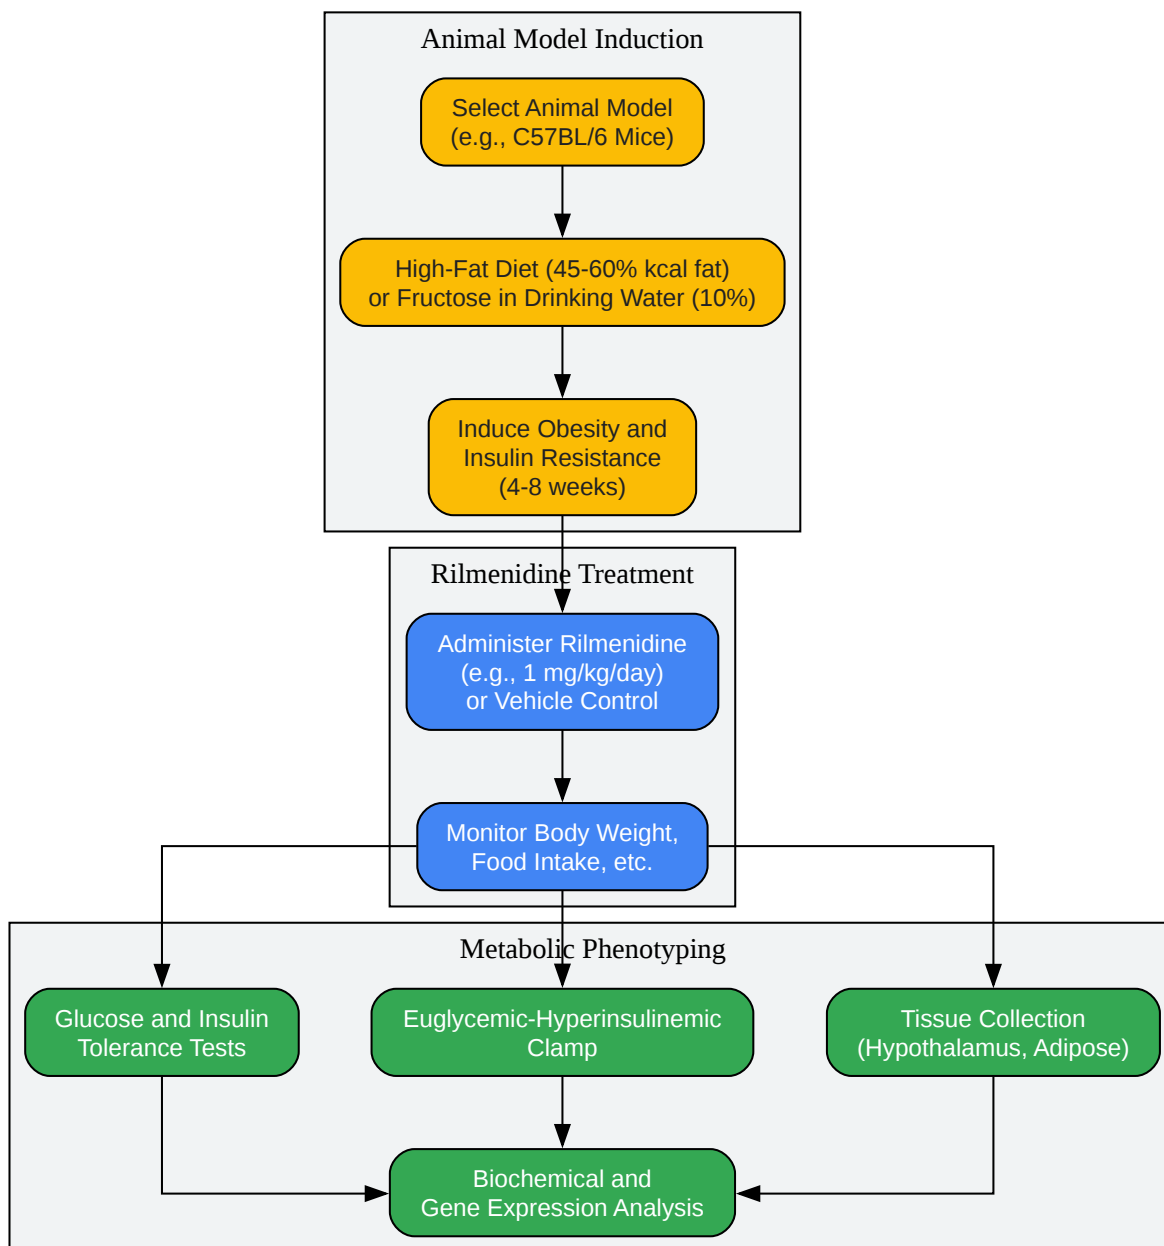 Animal Model Induction
Select Animal Model
(e.g., C57BL/6 Mice)
High-Fat Diet (45-60% kcal fat)
or Fructose in Drinking Water (10%)
Induce Obesity and
Insulin Resistance
(4-8 weeks)
Rilmenidine Treatment
Administer Rilmenidine
(e.g., 1 mg/kg/day)
or Vehicle Control
Monitor Body Weight,
Food Intake, etc.
Metabolic Phenotyping
Glucose and Insulin
Tolerance Tests
Euglycemic-Hyperinsulinemic
Clamp
Tissue Collection
(Hypothalamus, Adipose)
Biochemical and
Gene Expression Analysis